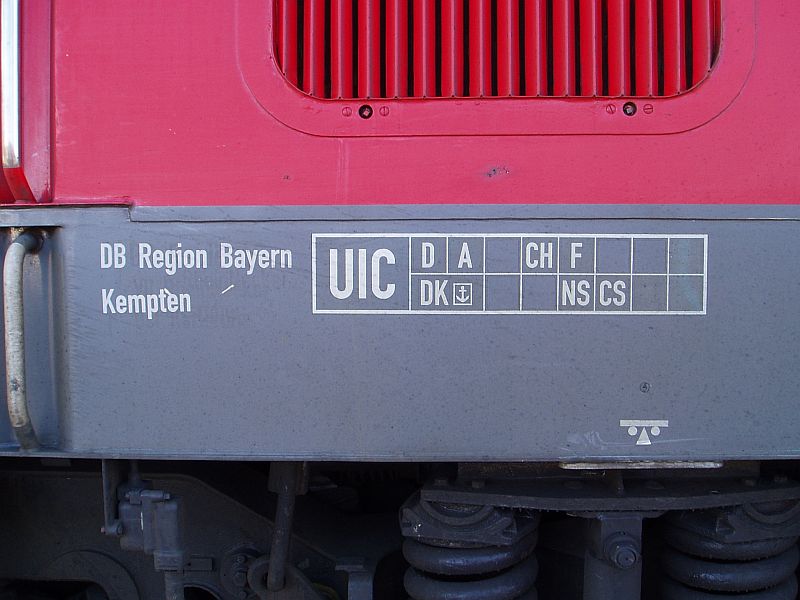 DB Region Bayern
Kempten
UIC
D A CH F
DK NS CS